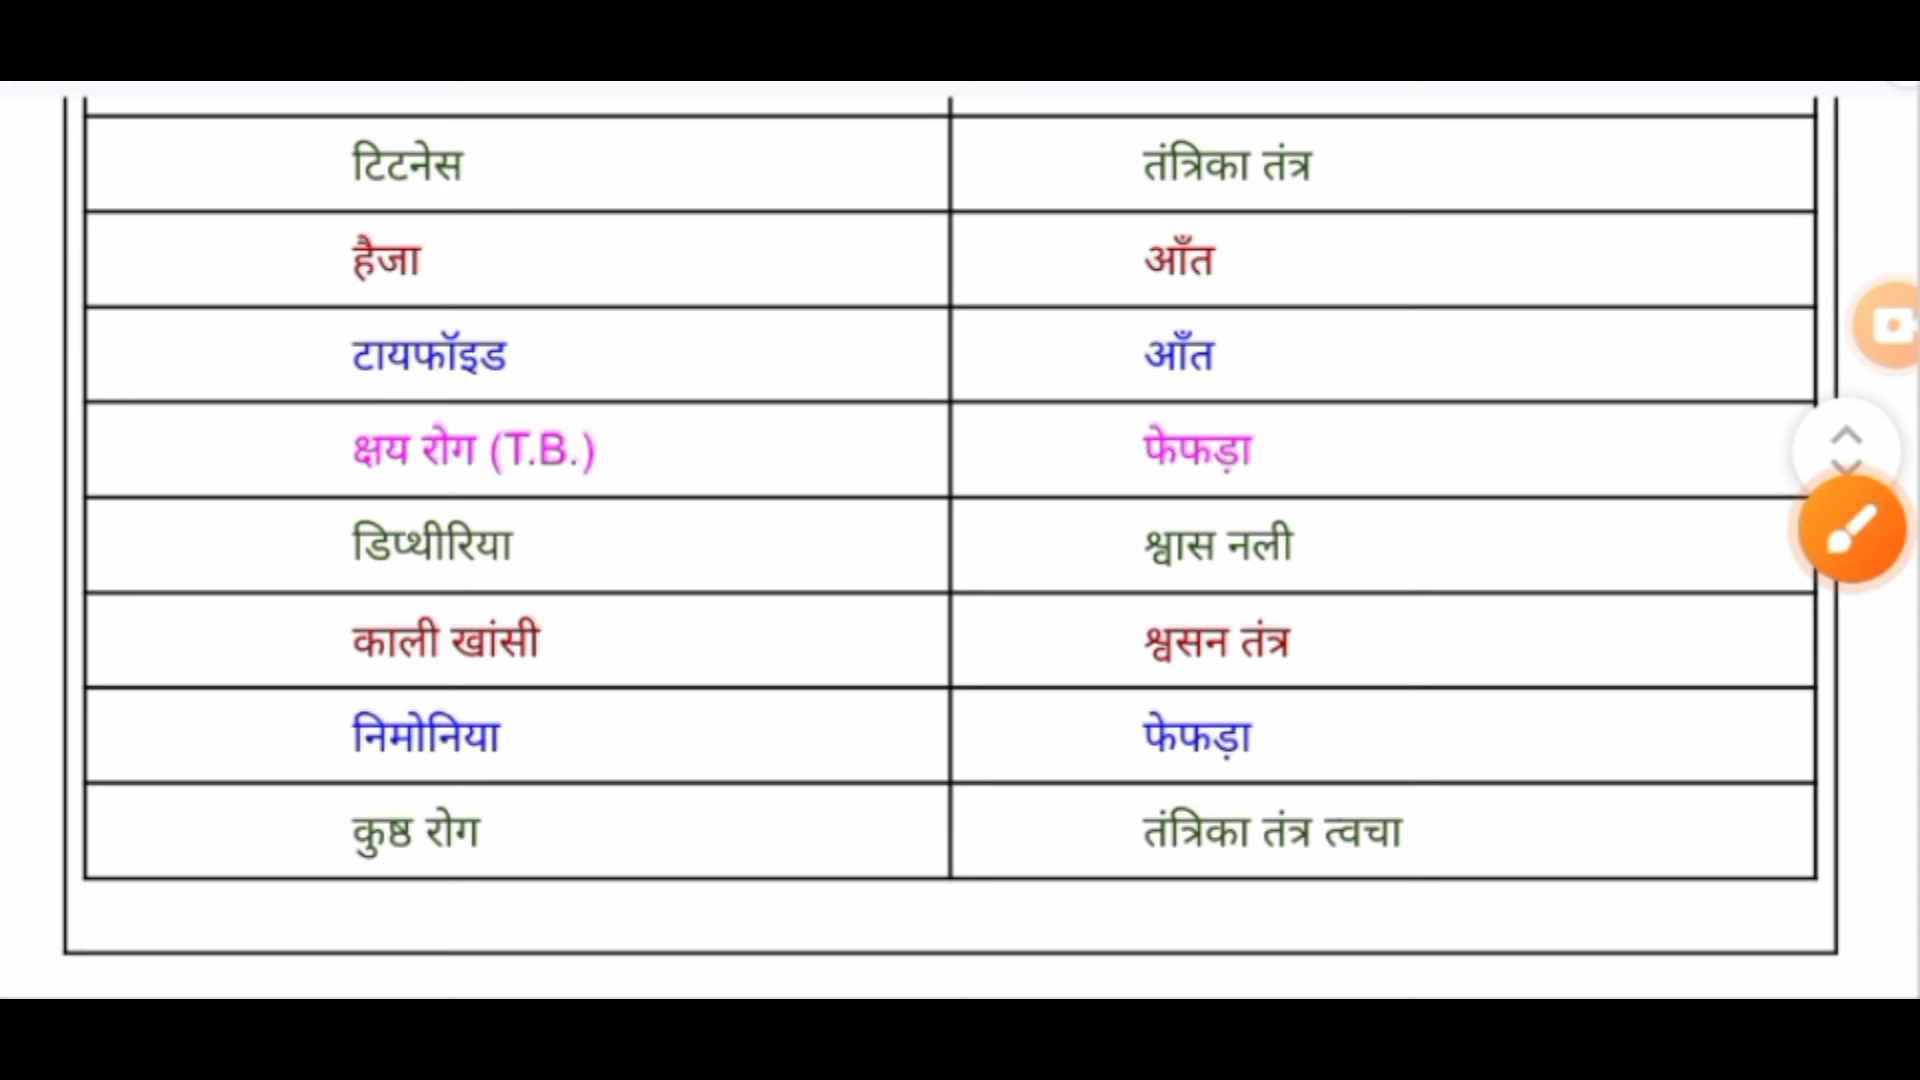 टिटनेस तंत्रिका तंत्र
हैजा आँत
टायफॉइड आँत
क्षय रोग (T.B.) फेफड़ा
डिप्थीरिया श्वास नली
काली खांसी श्वसन तंत्र
निमोनिया फेफड़ा
कुष्ठ रोग तंत्रिका तंत्र त्वचा